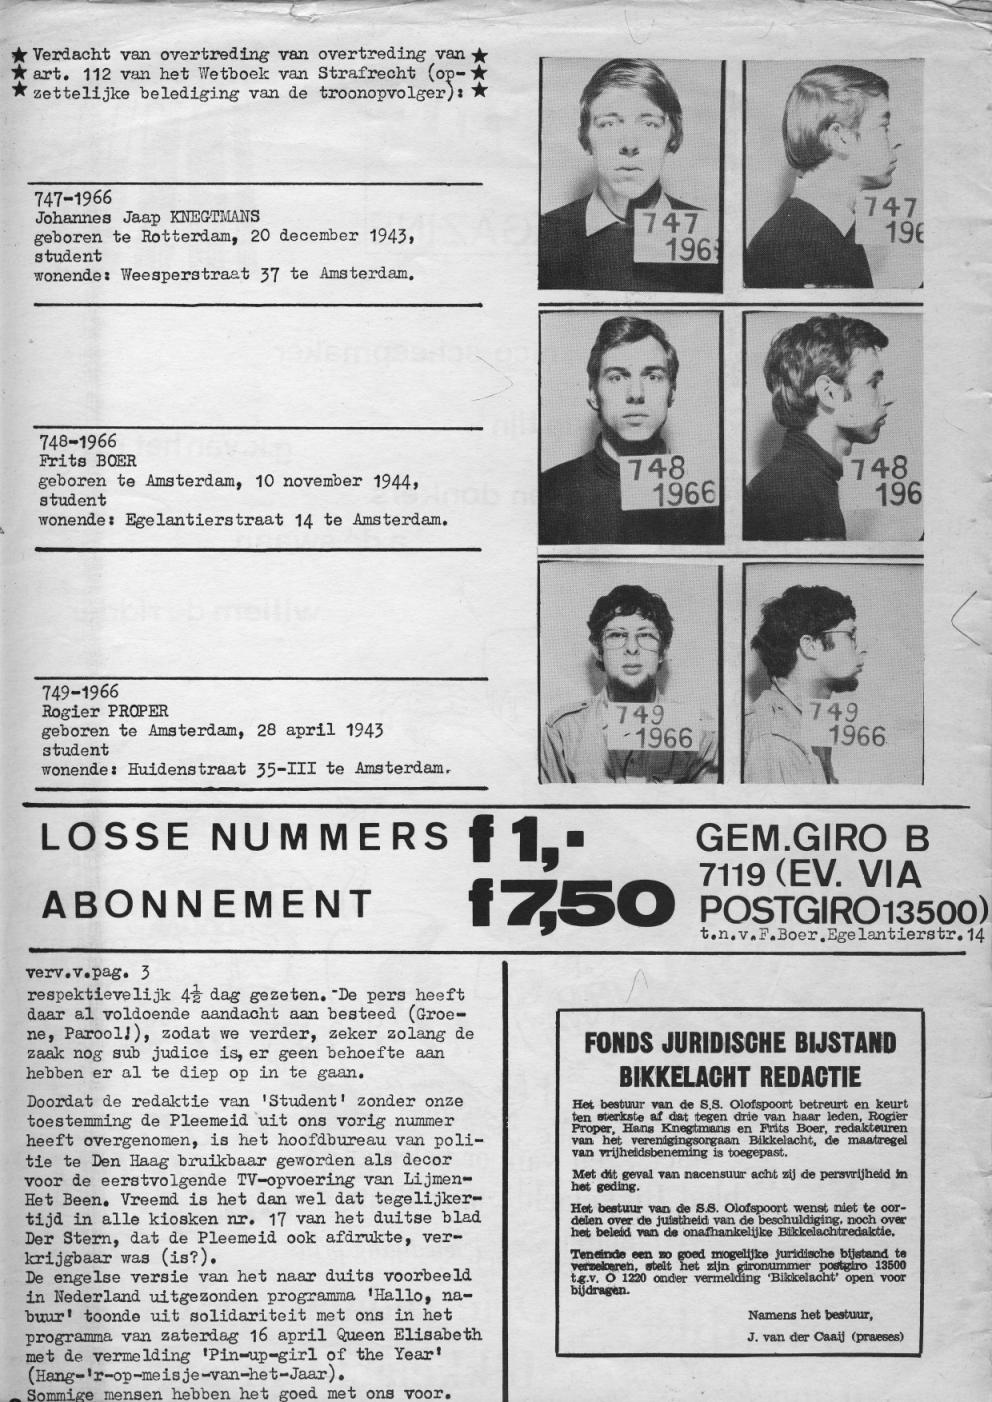 ★ Verdacht van overtreding van overtreding van ★
★ art. 112 van het Wetboek van Strafrecht (op- ★
★ zettelijke belediging van de troonopvolger): ★
747-1966
Johannes Jaap KNEGTMANS
geboren te Rotterdam, 20 december 1943,
student
wonende: Weesperstraat 37 te Amsterdam.
747
196
747
196
748-1966
Frits BOER
geboren te Amsterdam, 10 november 1944,
student
wonende: Egelantierstraat 14 te Amsterdam.
748
1966
748
196
749-1966
Rogier PROPER
geboren te Amsterdam, 28 april 1943
student
wonende: Huidenstraat 35-III te Amsterdam.
749
1966
749
1966
LOSSE NUMMERS f 1,-
ABONNEMENT f 7,50
GEM.GIRO B
7119 (EV. VIA
POSTGIRO 13500)
t.n.v.F.Boer.Egelantierstr.14
verv.v.pag. 3
respektievelijk 4½ dag gezeten. De pers heeft
daar al voldoende aandacht aan besteed (Groe-
ne, Parool!), zodat we verder, zeker zolang de
zaak nog sub judice is, er geen behoefte aan
hebben er al te diep op in te gaan.
Doordat de redaktie van 'Student' zonder onze
toestemming de Pleemeid uit ons vorig nummer
heeft overgenomen, is het hoofdbureau van poli-
tie te Den Haag bruikbaar geworden als decor
voor de eerstvolgende TV-opvoering van Lijmen-
Het Been. Vreemd is het dan wel dat tegelijker-
tijd in alle kiosken nr. 17 van het duitse blad
Der Stern, dat de Pleemeid ook afdrukte, ver-
krijgbaar was (is?).
De engelse versie van het naar duits voorbeeld
in Nederland uitgezonden programma 'Hallo, na-
buur' toonde uit solidariteit met ons in het
programma van zaterdag 16 april Queen Elisabeth
met de vermelding 'Pin-up-girl of the Year'
(Hang-'r-op-meisje-van-het-Jaar).
Sommige mensen hebben het goed met ons voor.
FONDS JURIDISCHE BIJSTAND
BIKKELACHT REDACTIE
Het bestuur van de S.S. Olofspoort betreurt en keurt
ten sterkste af dat tegen drie van haar leden, Rogier
Proper, Hans Knegtmans en Frits Boer, redakteuren
van het verenigingsorgaan Bikkelacht, de maatregel
van vrijheidsbeneming is toegepast.
Met dit geval van nacensuur acht zij de persvrijheid in
het geding.
Het bestuur van de S.S. Olofspoort wenst niet te oor-
delen over de juistheid van de beschuldiging, noch over
het beleid van de onafhankelijke Bikkelachtredaktie.
Teneinde een zo goed mogelijke juridische bijstand te
verzekeren, stelt het zijn gironummer postgiro 13500
t.g.v. O 1220 onder vermelding 'Bikkelacht' open voor
bijdragen.
Namens het bestuur,
J. van der Caaij (praeses)